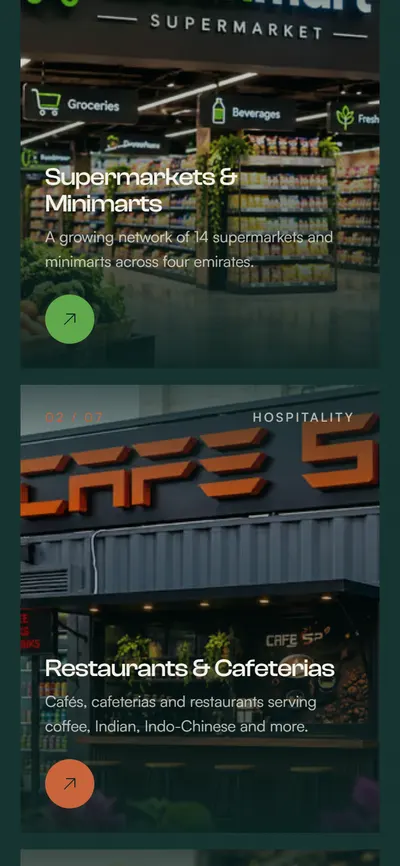 SUPERMARKET
Groceries
Beverages
Fresh
Supermarkets &
Minimarts
A growing network of 14 supermarkets and
minimarts across four emirates.
02 / 07
HOSPITALITY
CAFE S
CAFE SP
Restaurants & Cafeterias
Cafés, cafeterias and restaurants serving
coffee, Indian, Indo-Chinese and more.